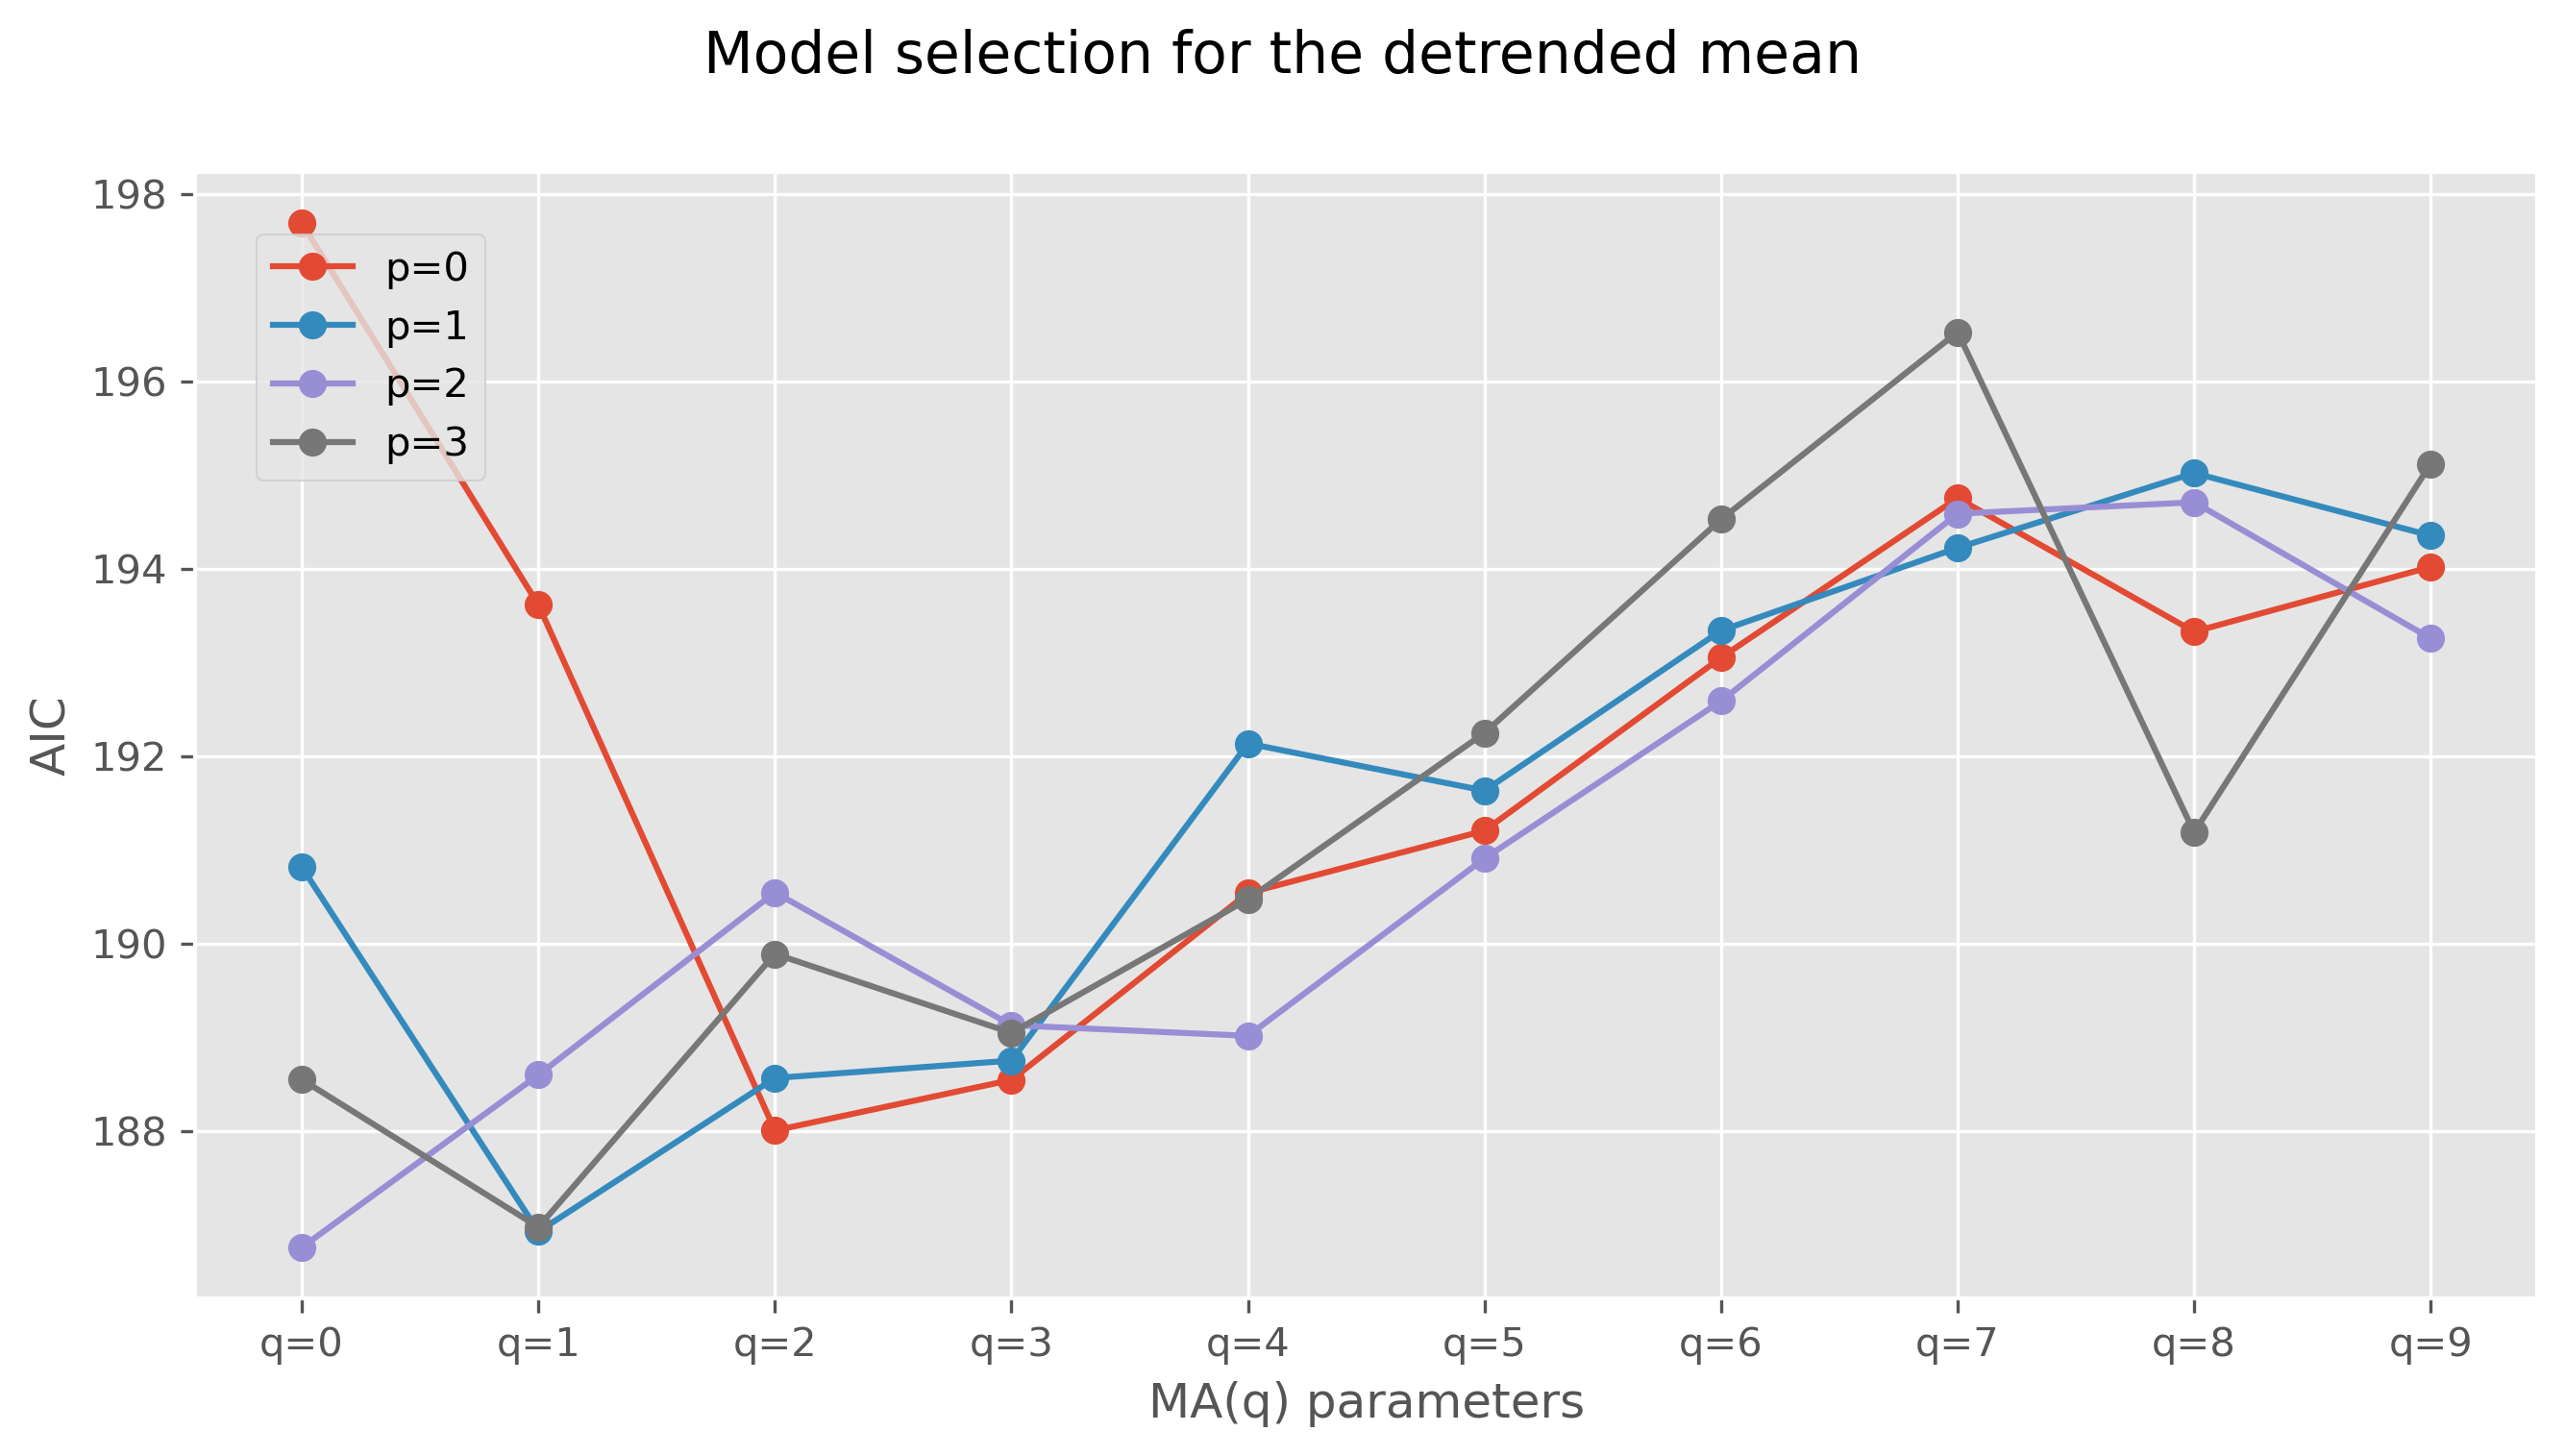 Model selection for the detrended mean
198
196
194
192
190
188
AIC
p=0
p=1
p=2
p=3
q=0 q=1 q=2 q=3 q=4 q=5 q=6 q=7 q=8 q=9
MA(q) parameters